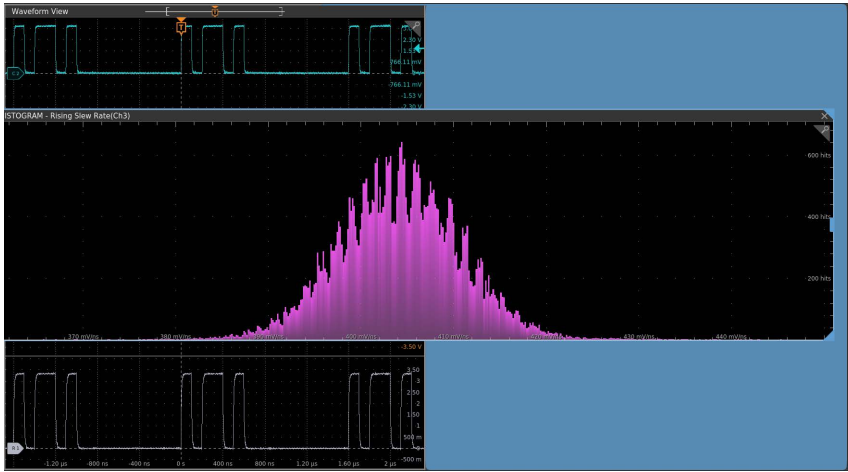 Waveform View
T
T
2.30 V
1.53
766.11 mV
0 V
-766.11 mV
-1.53 V
-2.30 V
ISTOGRAM - Rising Slew Rate(Ch3)
600 hits
400 hits
200 hits
370 mV/ns 380 mV/ns 400 mV/ns 410 mV/ns 420 mV/ns 430 mV/ns 440 mV/ns
-3.50 V
3.50
3
2
1.50
1
500 m
0
-500 m
-1.20 µs -800 ns -400 ns 0 s 400 ns 800 ns 1.20 µs 1.60 µs 2 µs